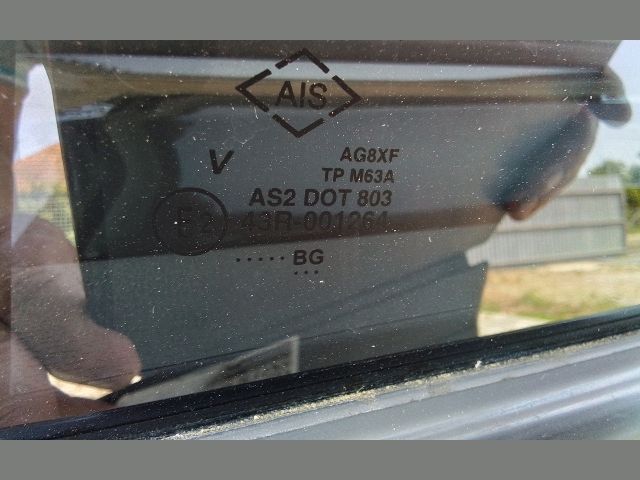 AIS
V
AG8XF
TP M63A
AS2 DOT 803
E2 43R-001264
..... BG
...